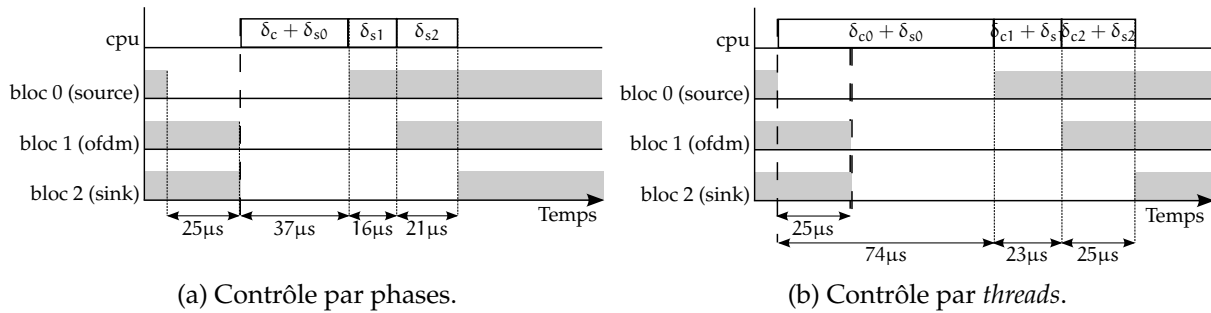 cpu
δc + δs0
δs1
δs2
bloc 0 (source)
bloc 1 (ofdm)
bloc 2 (sink)
Temps
25µs
37µs
16µs
21µs
(a) Contrôle par phases.
cpu
δc0 + δs0
δc1 + δs
δc2 + δs2
bloc 0 (source)
bloc 1 (ofdm)
bloc 2 (sink)
Temps
25µs
74µs
23µs
25µs
(b) Contrôle par threads.